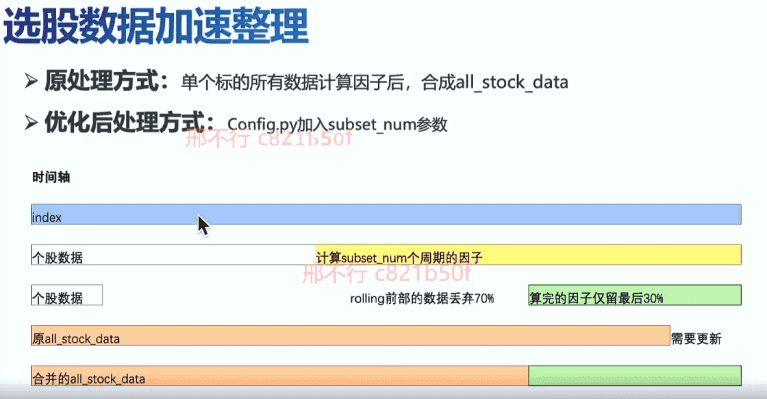 选股数据加速整理
原处理方式：单个标的所有数据计算因子后，合成all_stock_data
优化后处理方式：Config.py加入subset_num参数
邢不行 c821b50f
时间轴
index
个股数据 计算subset_num个周期的因子
邢不行 c821b50f
个股数据 rolling前部的数据丢弃70% 算完的因子仅留最后30%
原all_stock_data 需要更新
合并的all_stock_data